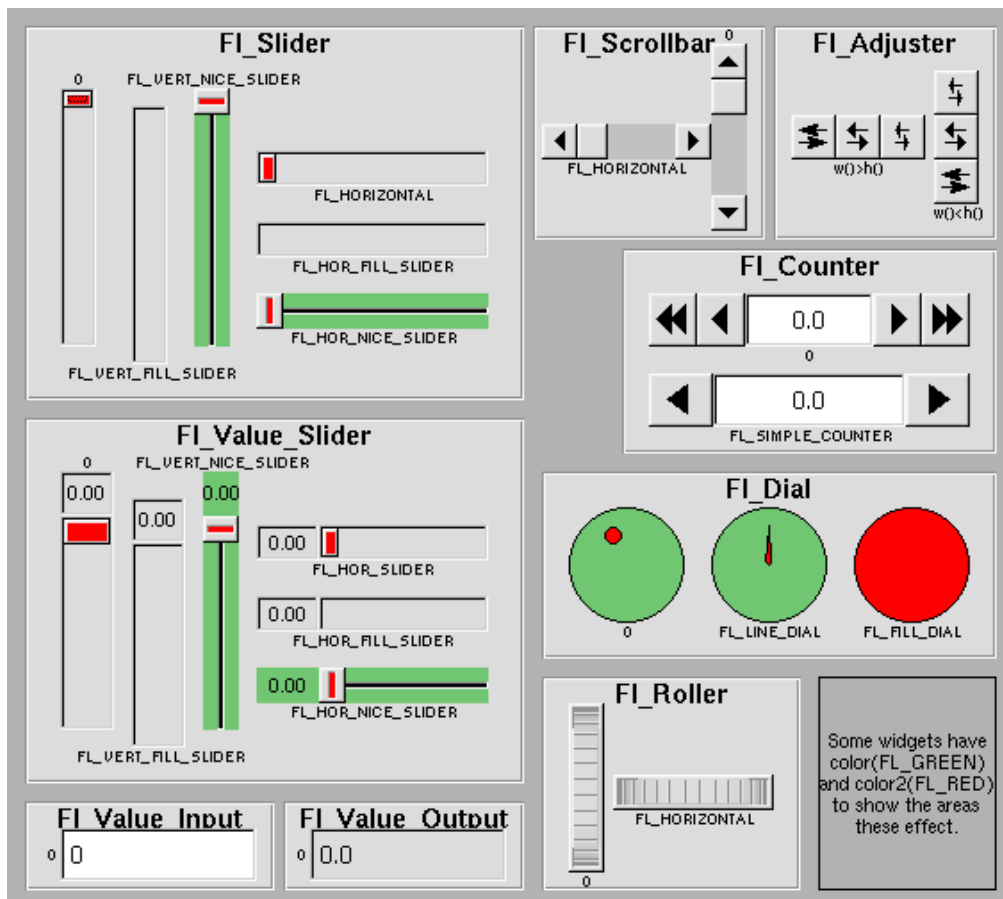 Fl_Slider
0
FL_VERT_NICE_SLIDER
FL_HORIZONTAL
FL_HOR_FILL_SLIDER
FL_HOR_NICE_SLIDER
FL_VERT_FILL_SLIDER
Fl_Scrollbar
0
FL_HORIZONTAL
Fl_Adjuster
w()>h()
w()<h()
Fl_Counter
0.0
0
0.0
FL_SIMPLE_COUNTER
Fl_Value_Slider
0
FL_VERT_NICE_SLIDER
0.00
0.00
0.00
0.00
FL_HOR_SLIDER
0.00
FL_HOR_FILL_SLIDER
0.00
FL_HOR_NICE_SLIDER
FL_VERT_FILL_SLIDER
Fl_Dial
0
FL_LINE_DIAL
FL_FILL_DIAL
Fl_Roller
FL_HORIZONTAL
0
Some widgets have
color(FL_GREEN)
and color2(FL_RED)
to show the areas
these effect.
Fl_Value_Input
0
0
Fl_Value_Output
0
0.0